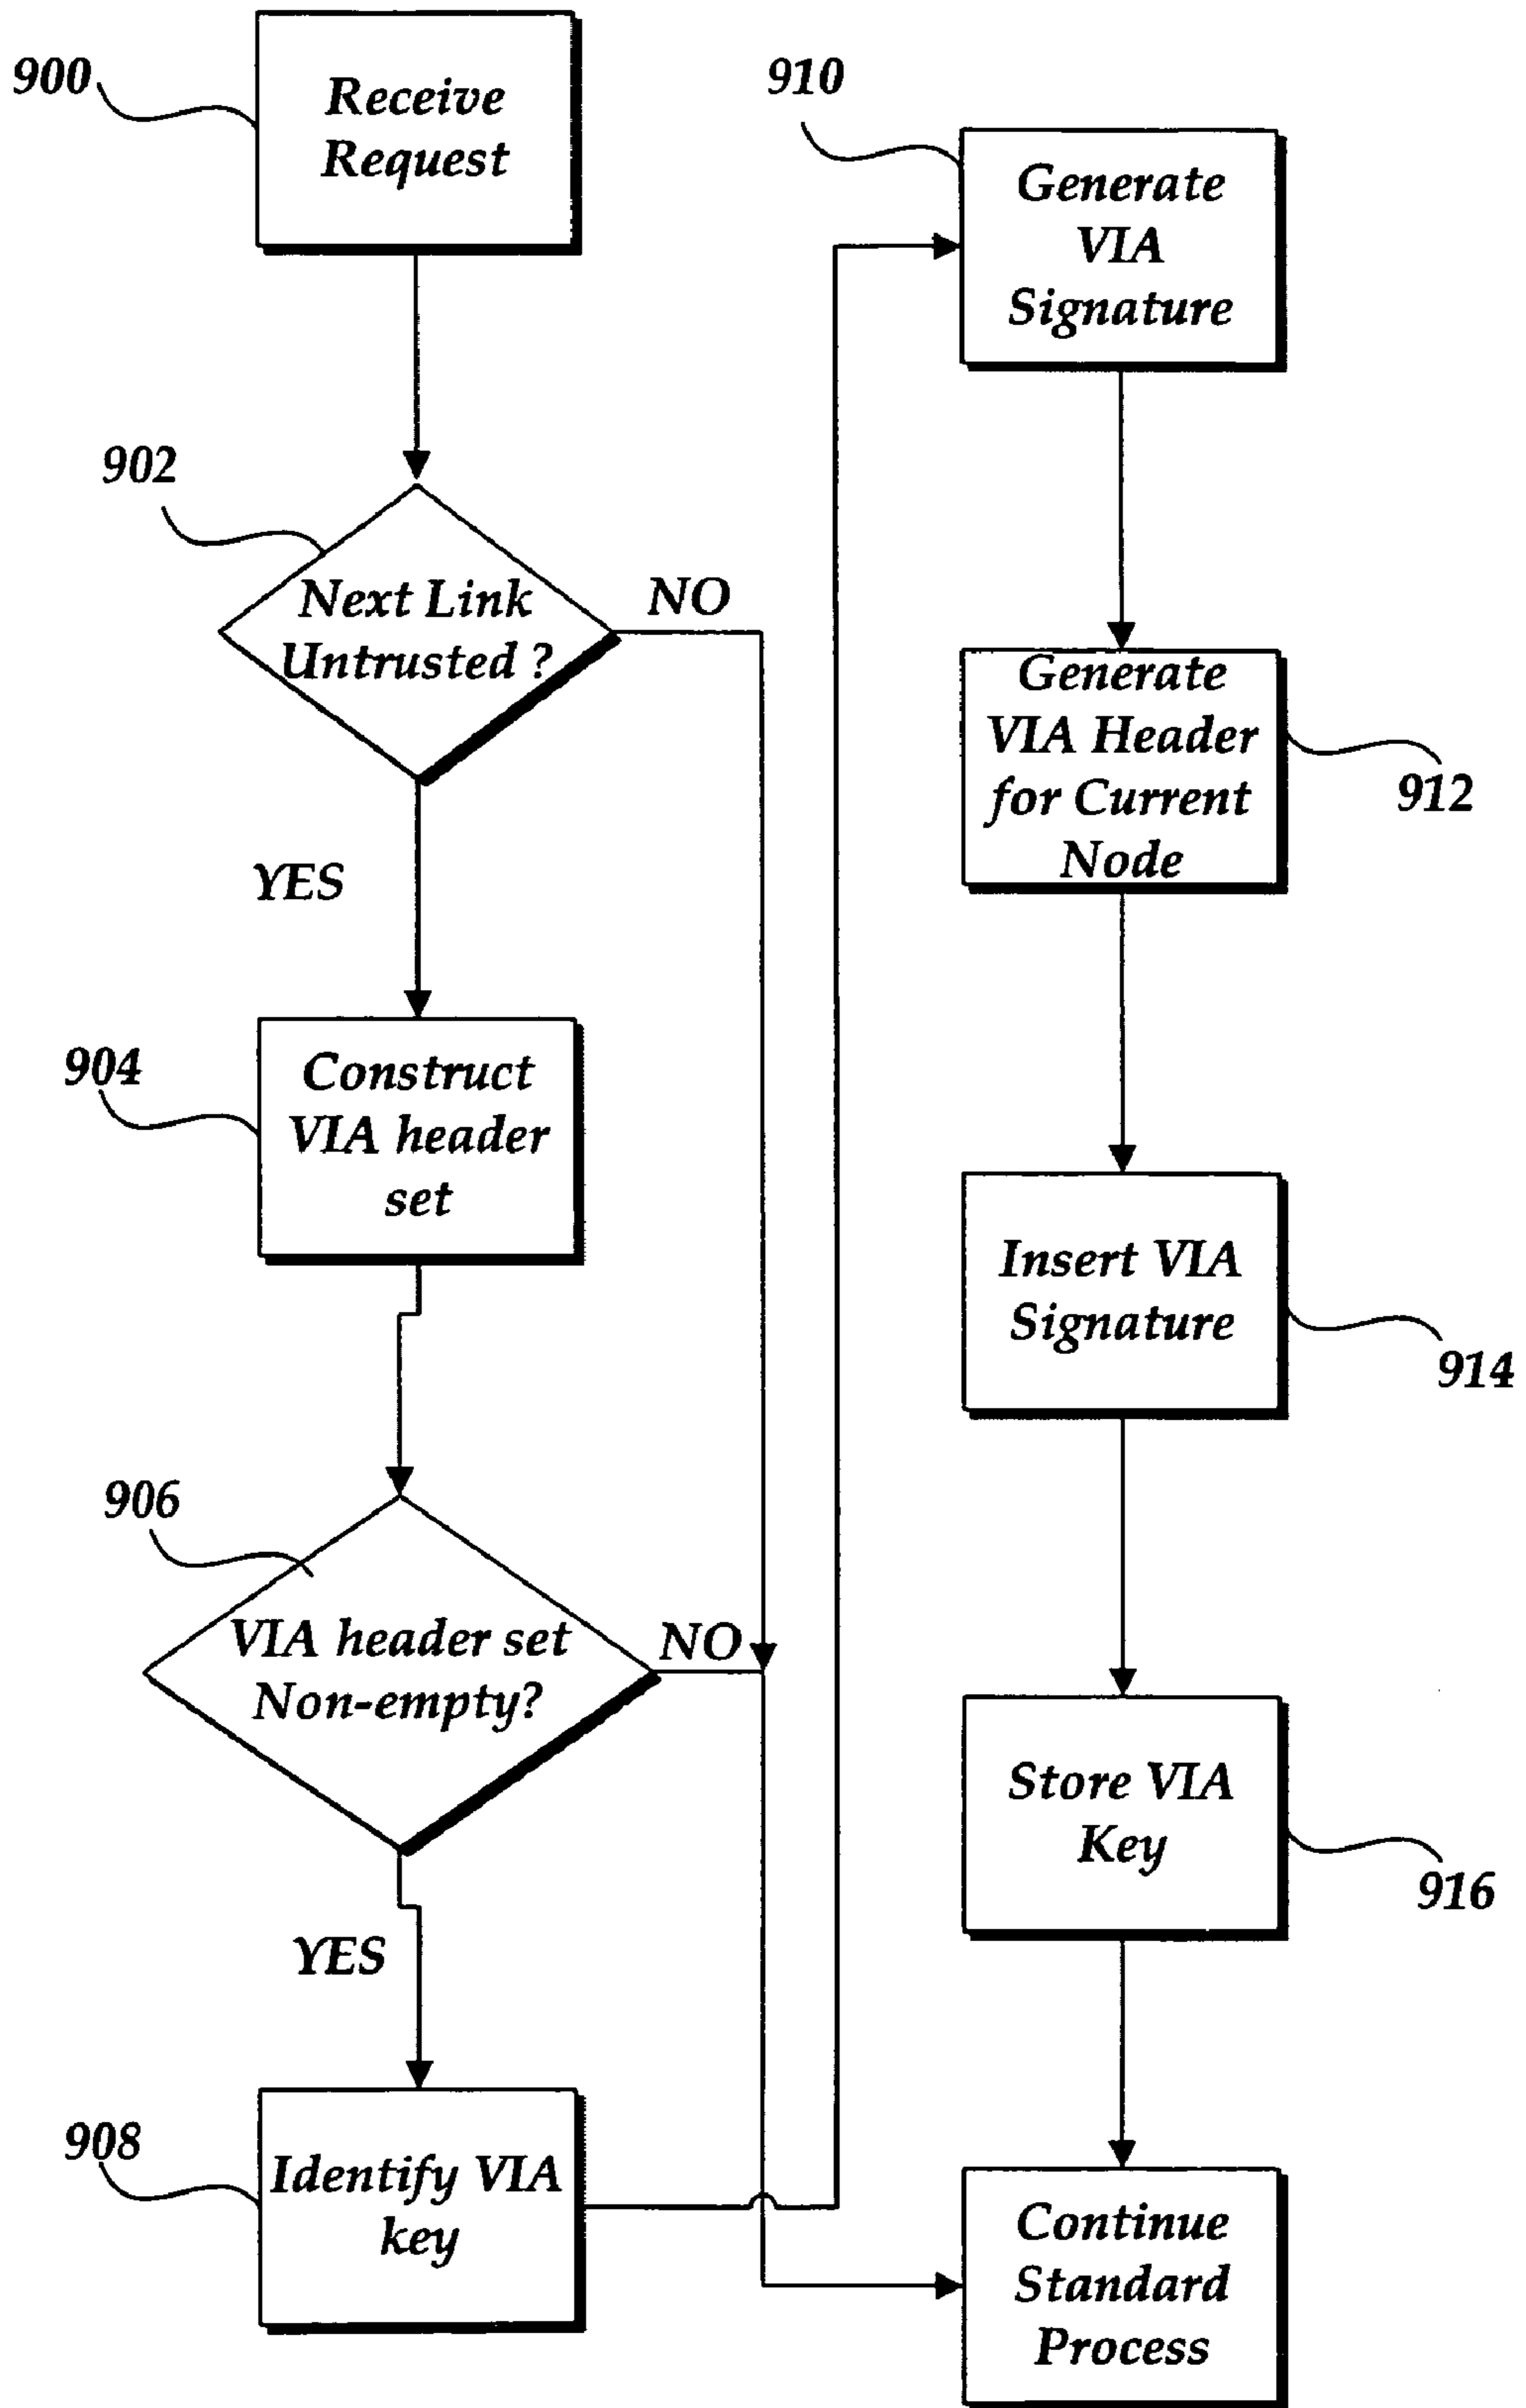 900
Receive
Request
902
Next Link
Untrusted ?
NO
YES
904
Construct
VIA header
set
906
VIA header set
Non-empty?
NO
YES
908
Identify VIA
key
910
Generate
VIA
Signature
Generate
VIA Header
for Current
Node
912
Insert VIA
Signature
914
Store VIA
Key
916
Continue
Standard
Process